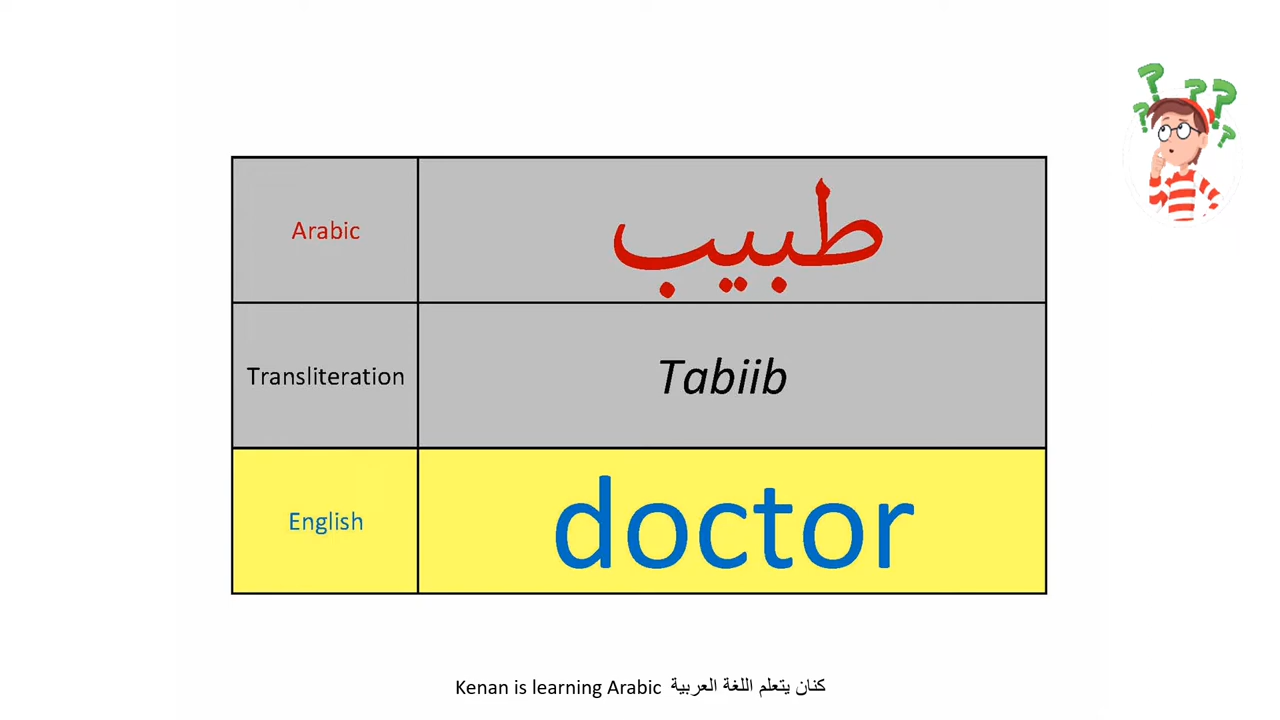 Arabic طبيب
Transliteration Tabiib
English doctor
Kenan is learning Arabic كنان يتعلم اللغة العربية